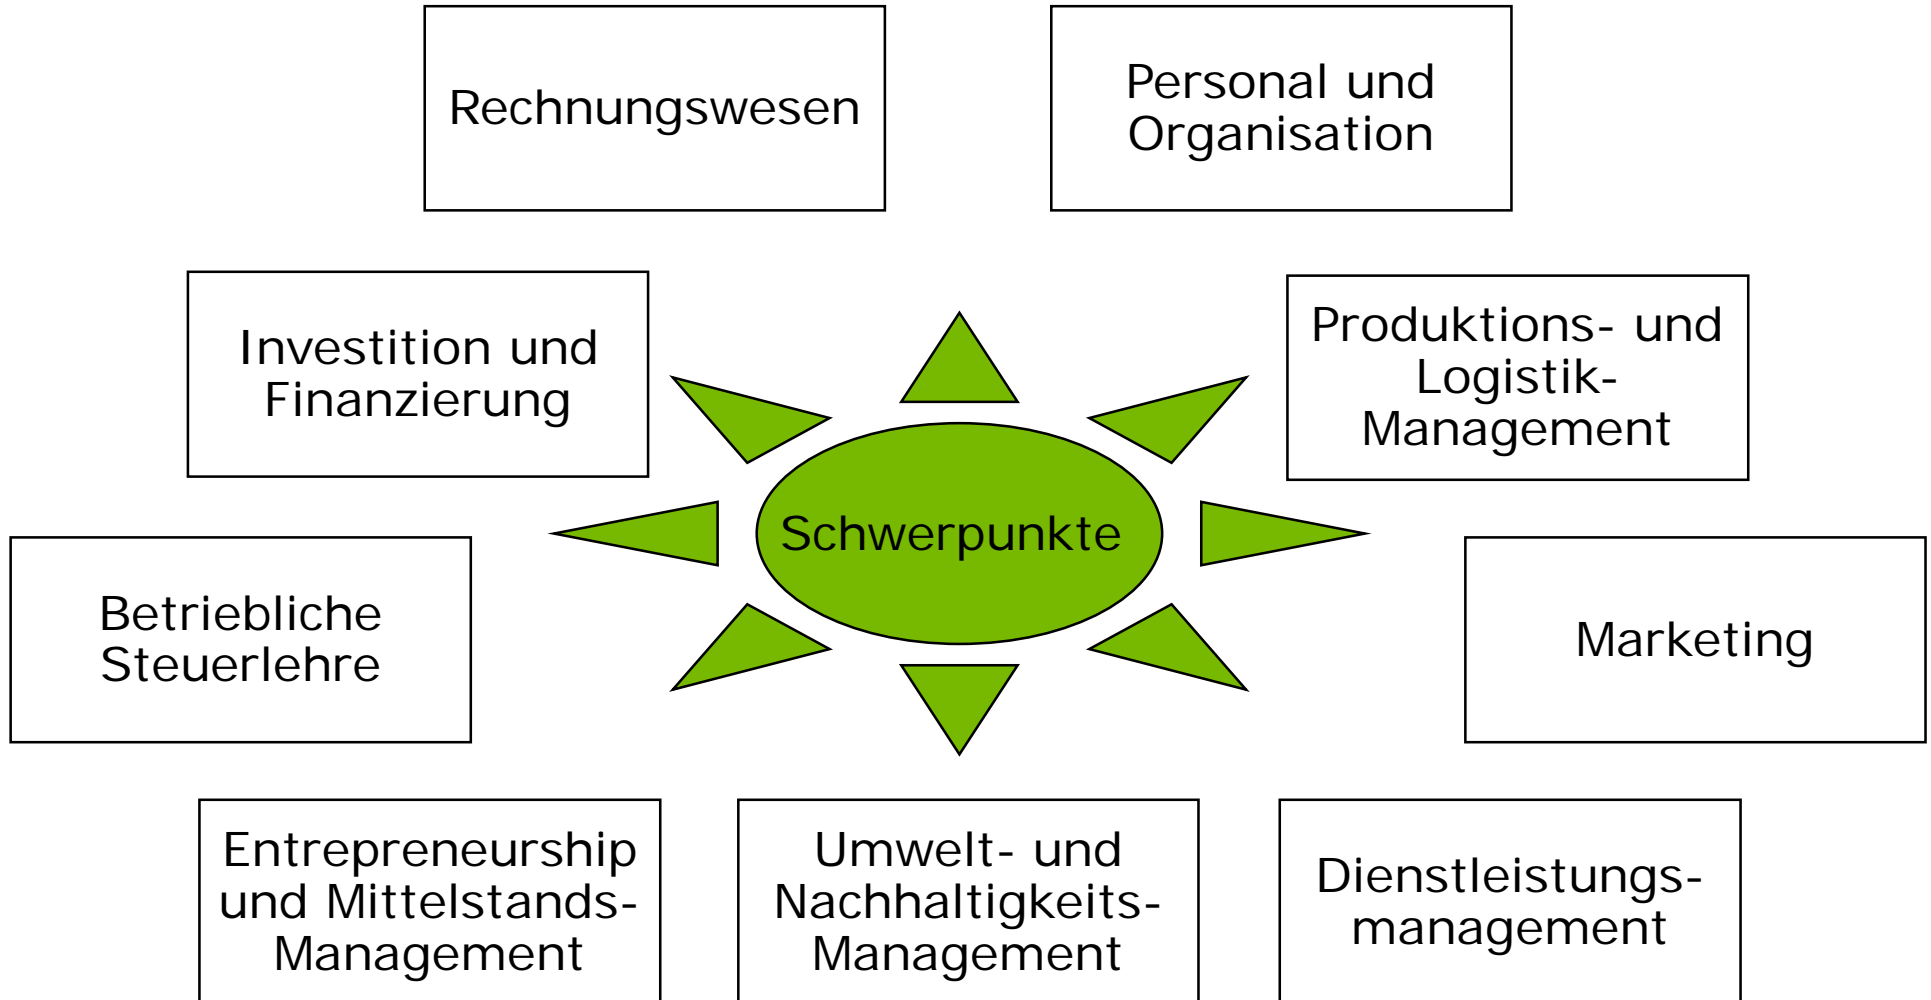 Rechnungswesen
Personal und
Organisation
Investition und
Finanzierung
Produktions- und
Logistik-
Management
Schwerpunkte
Betriebliche
Steuerlehre
Marketing
Entrepreneurship
und Mittelstands-
Management
Umwelt- und
Nachhaltigkeits-
Management
Dienstleistungs-
management